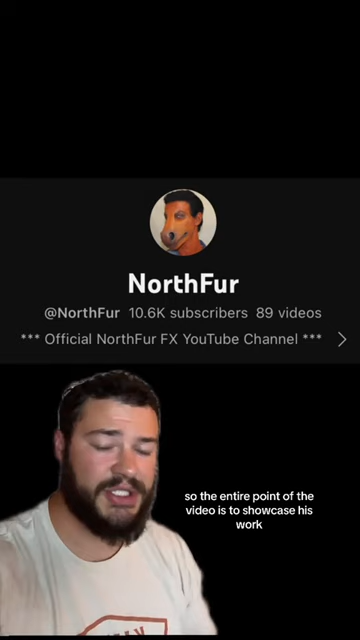 NorthFur
@NorthFur 10.6K subscribers 89 videos
*** Official NorthFur FX YouTube Channel ***
so the entire point of the
video is to showcase his
work